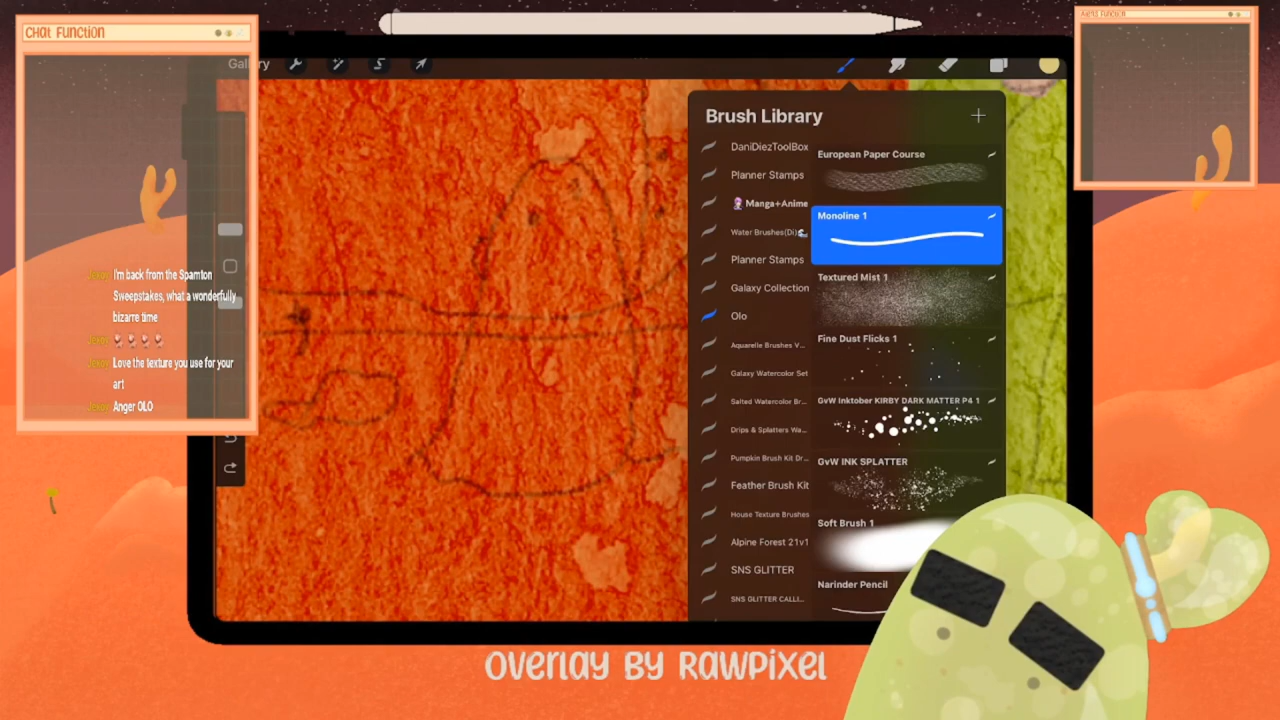 CHAT FUNCTION
Jekoy I'm back from the Spamton
Sweepstakes, what a wonderfully
bizarre time
Jekoy
Jekoy Love the texture you use for your
art
Jekoy Anger OLO
Gallery
Brush Library
DaniDiezToolBox
Planner Stamps
Manga+Anime
Water Brushes(Di)
Planner Stamps
Galaxy Collection
Olo
Aquarelle Brushes V...
Galaxy Watercolor Set
Salted Watercolor Br...
Drips & Splatters Wa...
Pumpkin Brush Kit Dr...
Feather Brush Kit
House Texture Brushes
Alpine Forest 21v1
SNS GLITTER
SNS GLITTER CALLI...
European Paper Course
Monoline 1
Textured Mist 1
Fine Dust Flicks 1
GvW Inktober KIRBY DARK MATTER P4 1
GvW INK SPLATTER
Soft Brush 1
Narinder Pencil
OVERLAY BY RAWPIXEL